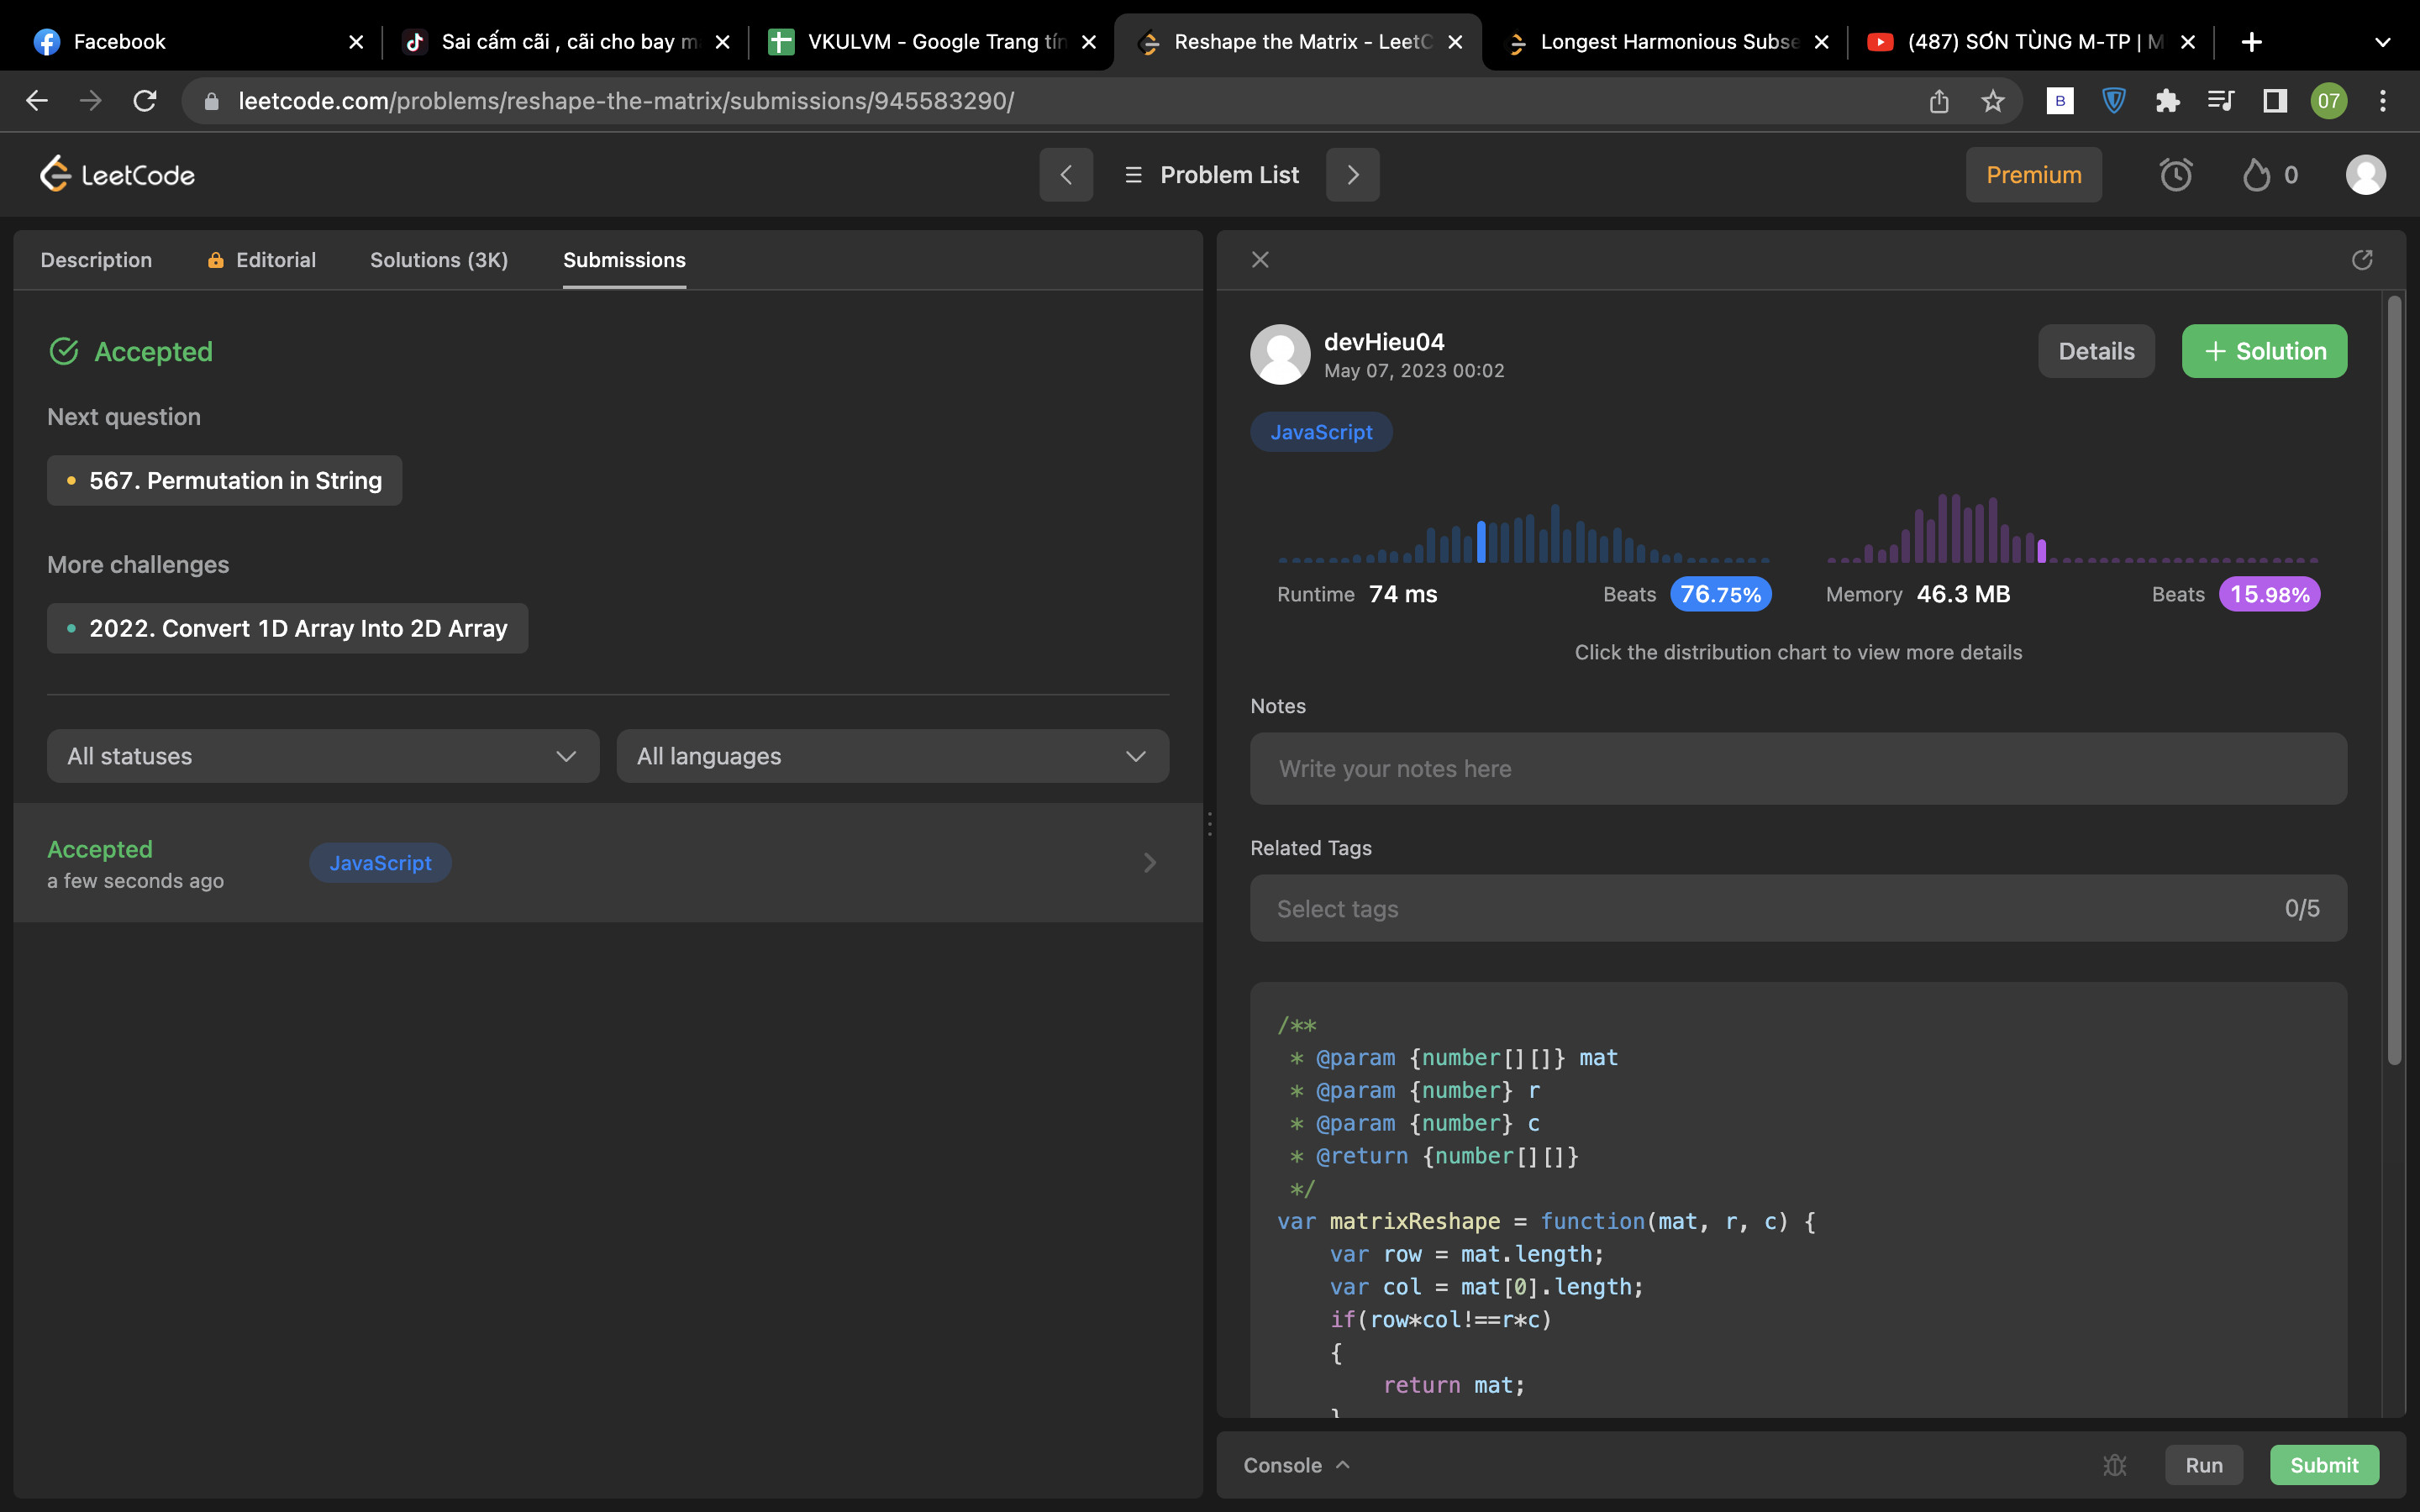 Facebook
Sai cấm cãi , cãi cho bay m
VKULVM - Google Trang tín
Reshape the Matrix - LeetC
Longest Harmonious Subse
(487) SƠN TÙNG M-TP | M
leetcode.com/problems/reshape-the-matrix/submissions/945583290/
B
07
LeetCode
Problem List
Premium
0
Description
Editorial
Solutions (3K)
Submissions
Accepted
Next question
567. Permutation in String
More challenges
2022. Convert 1D Array Into 2D Array
All statuses
All languages
Accepted
a few seconds ago
JavaScript
devHieu04
May 07, 2023 00:02
Details
+ Solution
JavaScript
Runtime 74 ms Beats 76.75%
Memory 46.3 MB Beats 15.98%
Click the distribution chart to view more details
Notes
Write your notes here
Related Tags
Select tags
0/5
/**
 * @param {number[][]} mat
 * @param {number} r
 * @param {number} c
 * @return {number[][]}
 */
var matrixReshape = function(mat, r, c) {
    var row = mat.length;
    var col = mat[0].length;
    if(row*col!==r*c)
    {
        return mat;
    }
Console
Run
Submit